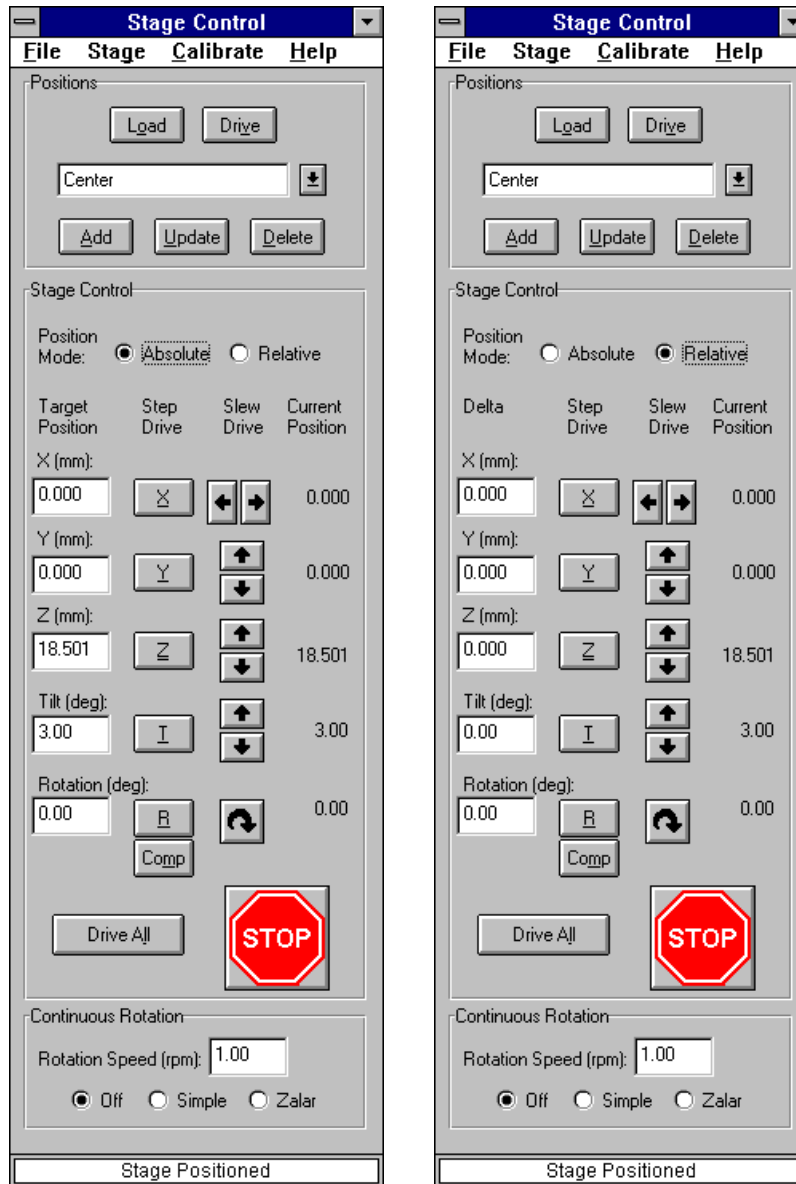 Stage Control
File Stage Calibrate Help
Positions
Load Drive
Center
Add Update Delete
Stage Control
Position
Mode: Absolute Relative
Target Step Slew Current
Position Drive Drive Position
X (mm):
0.000 X 0.000
Y (mm):
0.000 Y 0.000
Z (mm):
18.501 Z 18.501
Tilt (deg):
3.00 T 3.00
Rotation (deg):
0.00 R 0.00
Comp
Drive All STOP
Continuous Rotation
Rotation Speed (rpm): 1.00
Off Simple Zalar
Stage Positioned
Stage Control
File Stage Calibrate Help
Positions
Load Drive
Center
Add Update Delete
Stage Control
Position
Mode: Absolute Relative
Delta Step Slew Current
Drive Drive Position
X (mm):
0.000 X 0.000
Y (mm):
0.000 Y 0.000
Z (mm):
0.000 Z 18.501
Tilt (deg):
0.00 T 3.00
Rotation (deg):
0.00 R 0.00
Comp
Drive All STOP
Continuous Rotation
Rotation Speed (rpm): 1.00
Off Simple Zalar
Stage Positioned